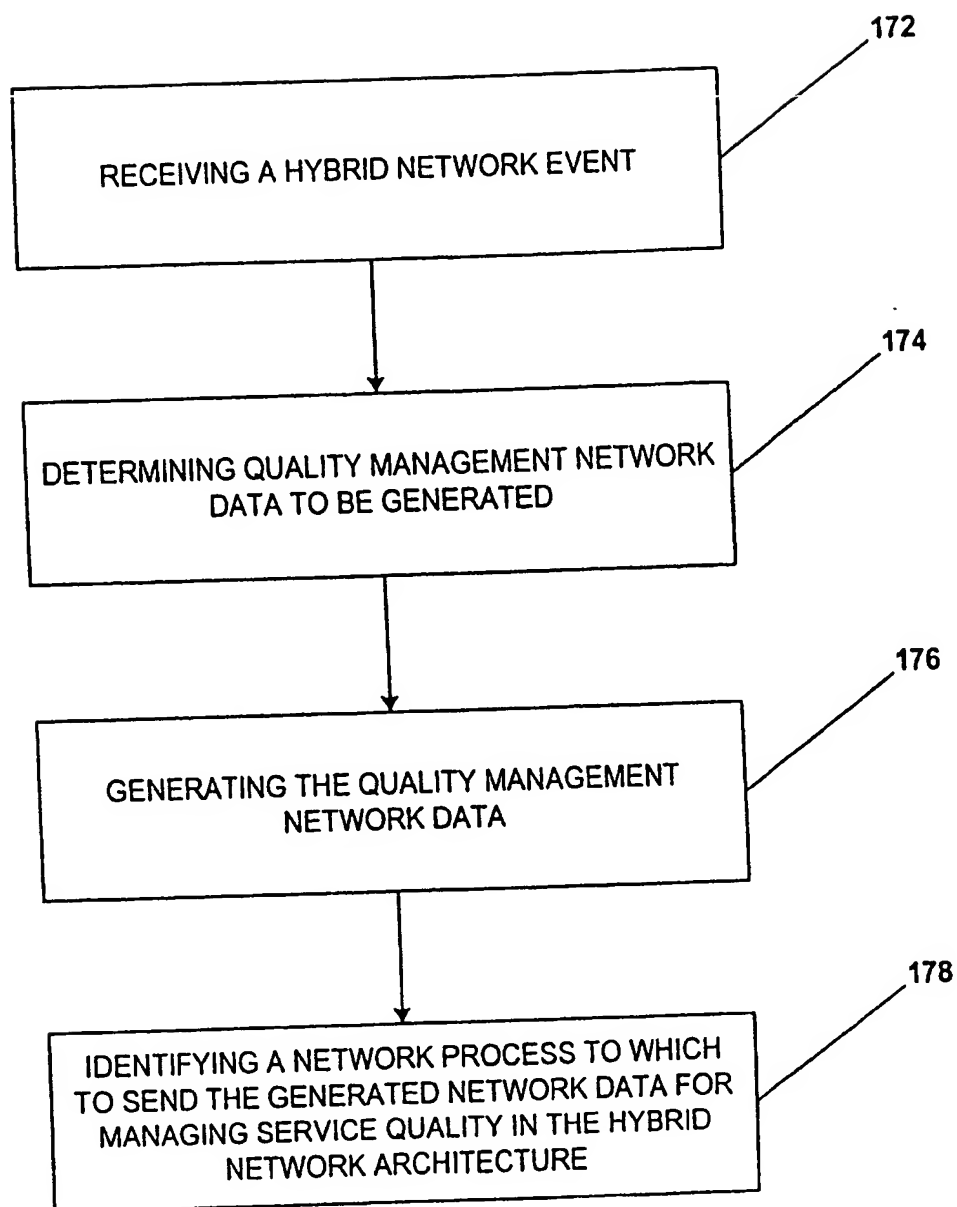 172
RECEIVING A HYBRID NETWORK EVENT
174
DETERMINING QUALITY MANAGEMENT NETWORK
DATA TO BE GENERATED
176
GENERATING THE QUALITY MANAGEMENT
NETWORK DATA
178
IDENTIFYING A NETWORK PROCESS TO WHICH
TO SEND THE GENERATED NETWORK DATA FOR
MANAGING SERVICE QUALITY IN THE HYBRID
NETWORK ARCHITECTURE